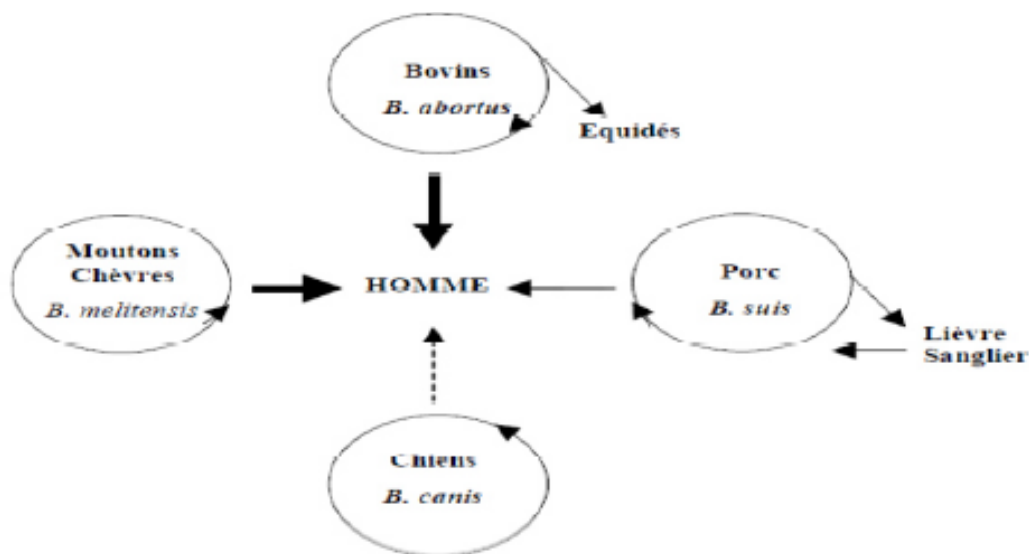 Bovins
B. abortus
Equidés
Moutons
Chèvres
B. melitensis
HOMME
Porc
B. suis
Lièvre
Sanglier
Chiens
B. canis